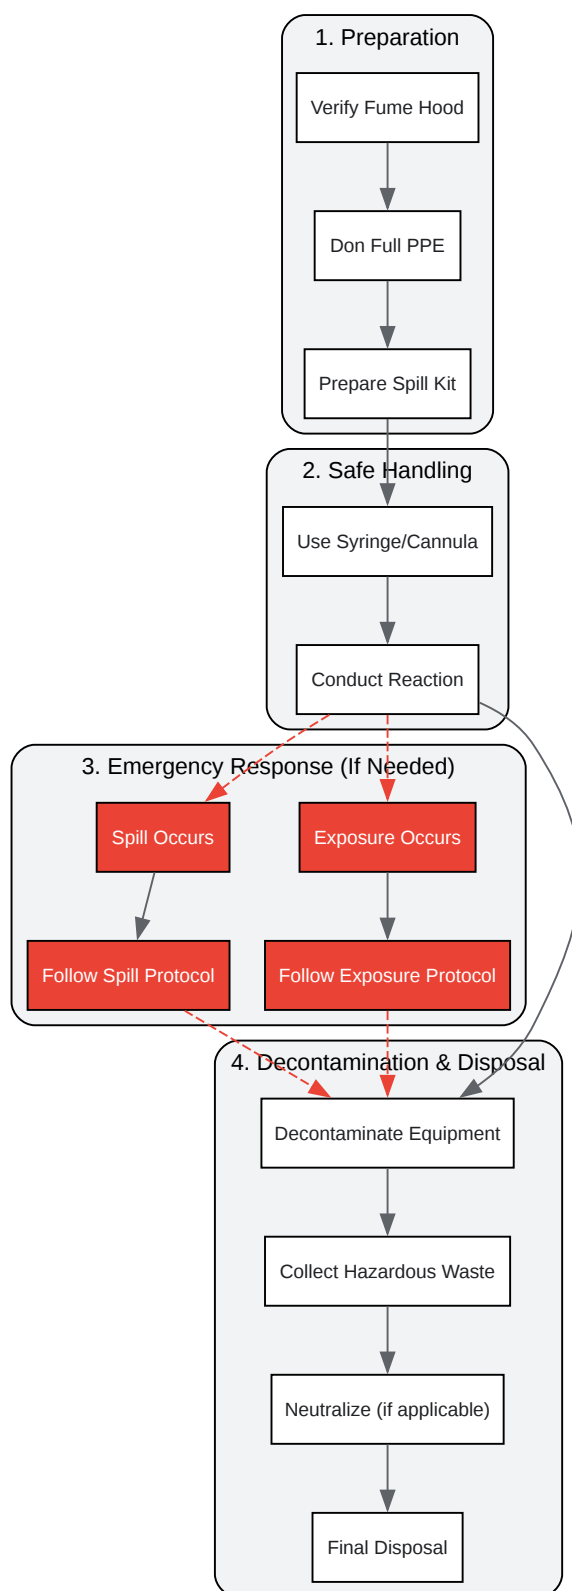 1. Preparation
Verify Fume Hood
Don Full PPE
Prepare Spill Kit
2. Safe Handling
Use Syringe/Cannula
Conduct Reaction
3. Emergency Response (If Needed)
Spill Occurs
Exposure Occurs
Follow Spill Protocol
Follow Exposure Protocol
4. Decontamination & Disposal
Decontaminate Equipment
Collect Hazardous Waste
Neutralize (if applicable)
Final Disposal